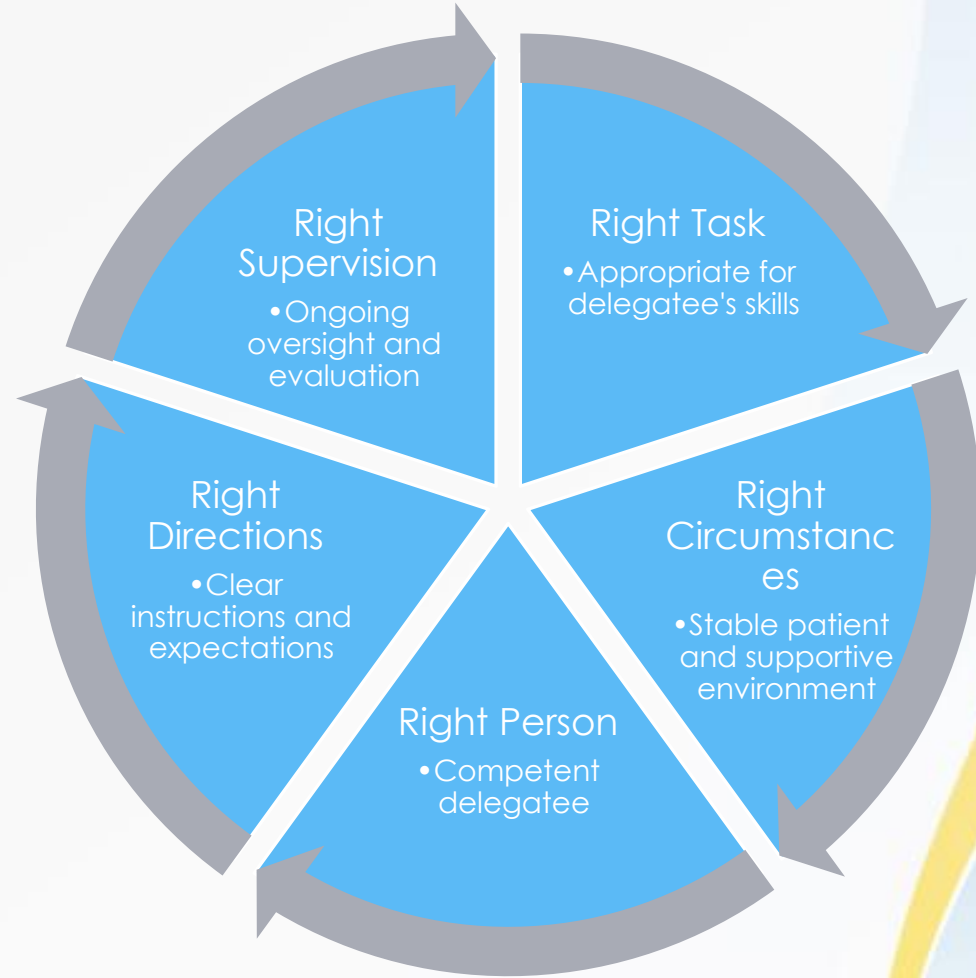 Right Task
•Appropriate for
delegatee's skills
Right
Circumstanc
es
•Stable patient
and supportive
environment
Right Person
•Competent
delegatee
Right
Directions
•Clear
instructions and
expectations
Right
Supervision
•Ongoing
oversight and
evaluation